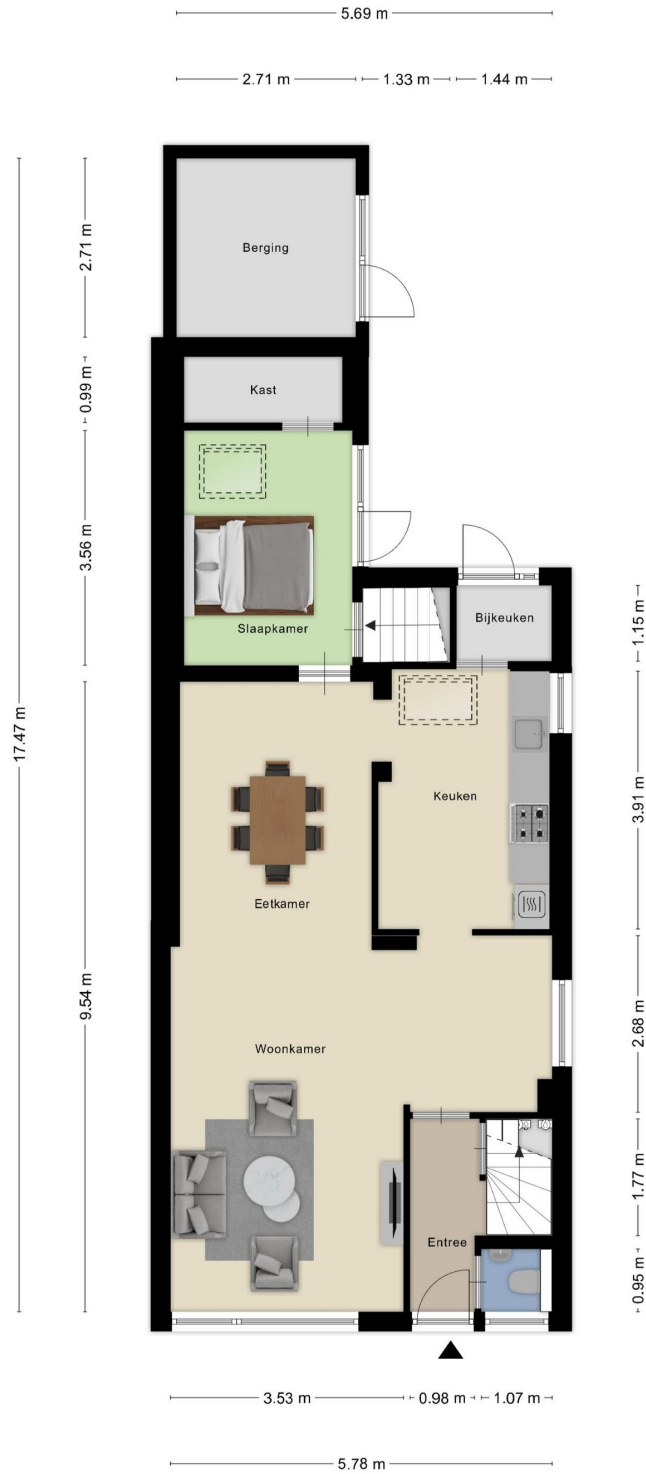 5.69 m
2.71 m
1.33 m
1.44 m
2.71 m
Berging
0.99 m
Kast
3.56 m
Slaapkamer
Bijkeuken
1.15 m
17.47 m
Keuken
3.91 m
Eetkamer
9.54 m
2.68 m
Woonkamer
1.77 m
Entree
0.95 m
3.53 m
0.98 m
1.07 m
5.78 m